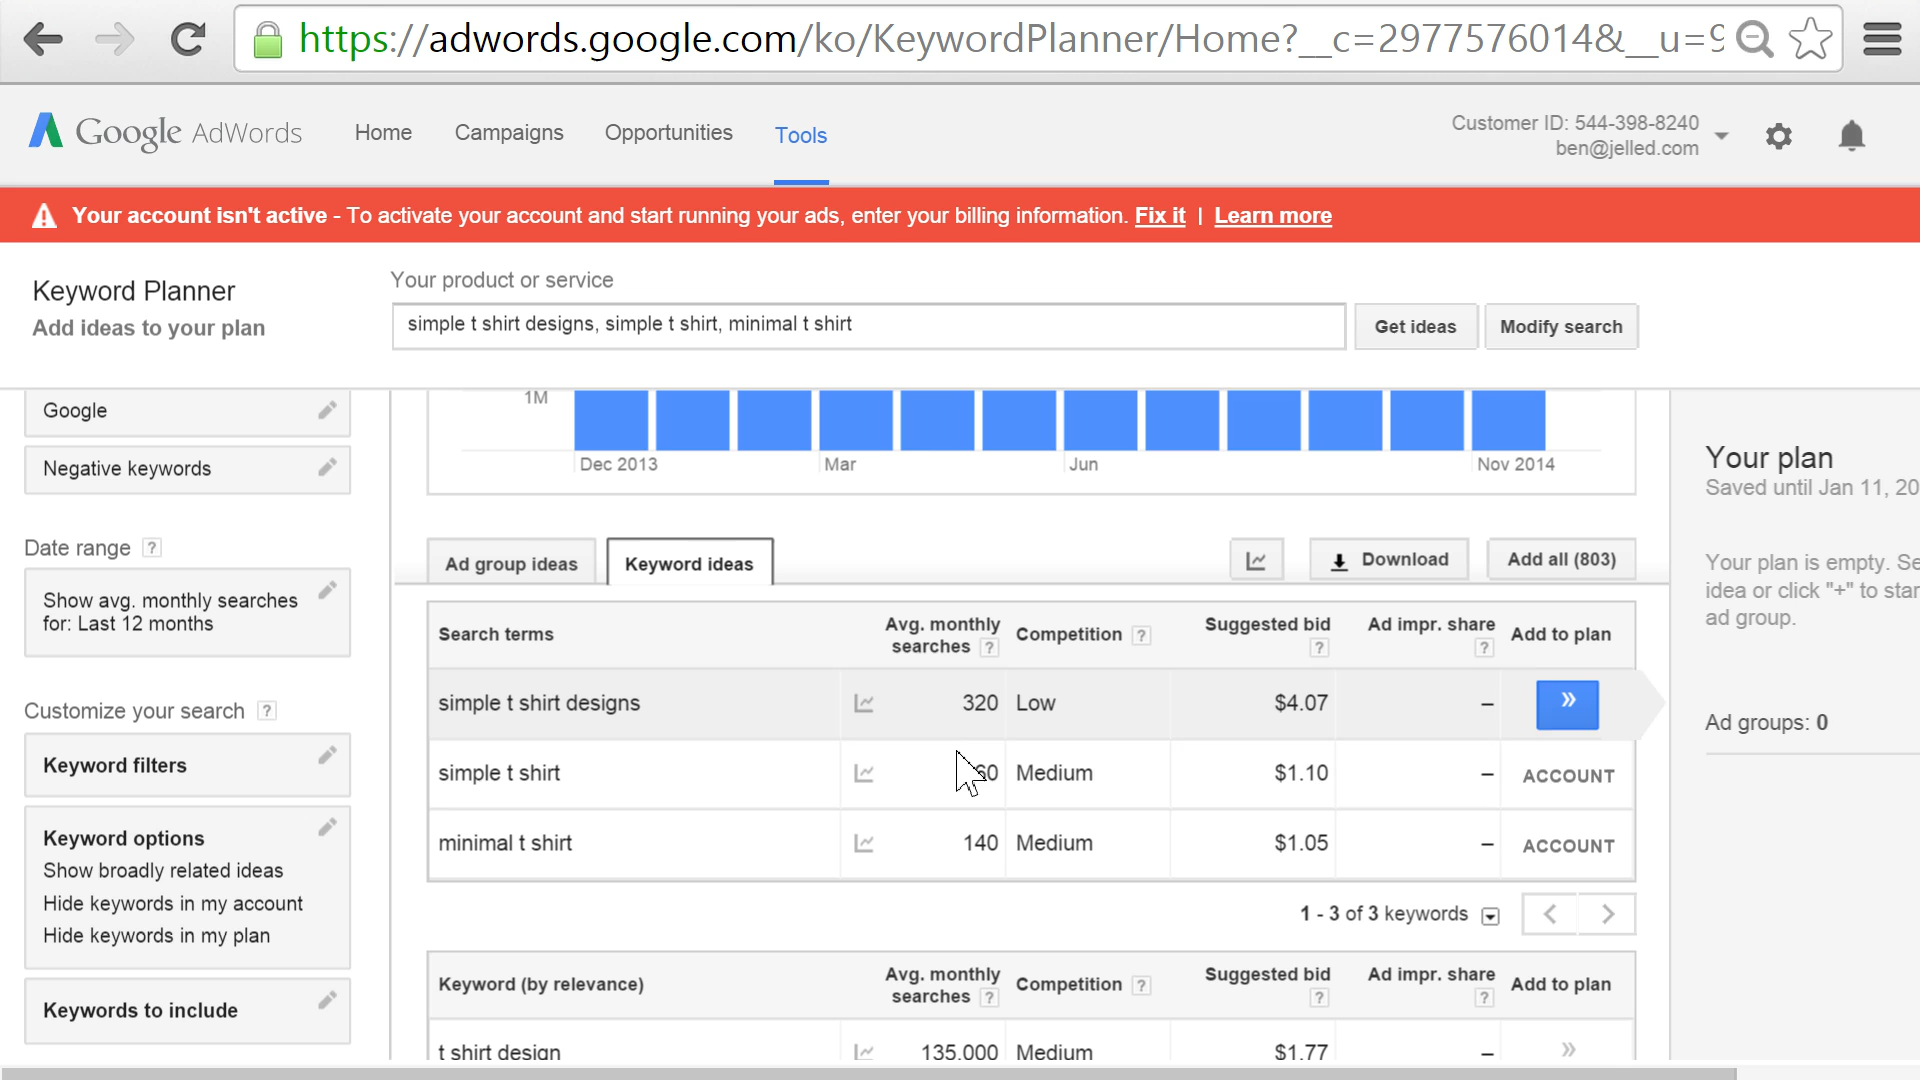 https://adwords.google.com/ko/KeywordPlanner/Home?__c=2977576014&__u=9
Google AdWords Home Campaigns Opportunities Tools
Customer ID: 544-398-8240
ben@jelled.com
Your account isn't active - To activate your account and start running your ads, enter your billing information. Fix it | Learn more
Keyword Planner
Add ideas to your plan
Your product or service
simple t shirt designs, simple t shirt, minimal t shirt
Get ideas
Modify search
Google
Negative keywords
Date range ?
Show avg. monthly searches
for: Last 12 months
Customize your search ?
Keyword filters
Keyword options
Show broadly related ideas
Hide keywords in my account
Hide keywords in my plan
Keywords to include
1M
Dec 2013 Mar Jun Nov 2014
Ad group ideas Keyword ideas Download Add all (803)
Search terms Avg. monthly searches ? Competition ? Suggested bid ? Ad impr. share ? Add to plan
simple t shirt designs 320 Low $4.07 – »
simple t shirt Medium $1.10 – ACCOUNT
minimal t shirt 140 Medium $1.05 – ACCOUNT
1 - 3 of 3 keywords
Keyword (by relevance) Avg. monthly searches ? Competition ? Suggested bid ? Ad impr. share ? Add to plan
t shirt design 135,000 Medium $1.77 – »
Your plan
Saved until Jan 11, 20
Your plan is empty. Se
idea or click "+" to star
ad group.
Ad groups: 0